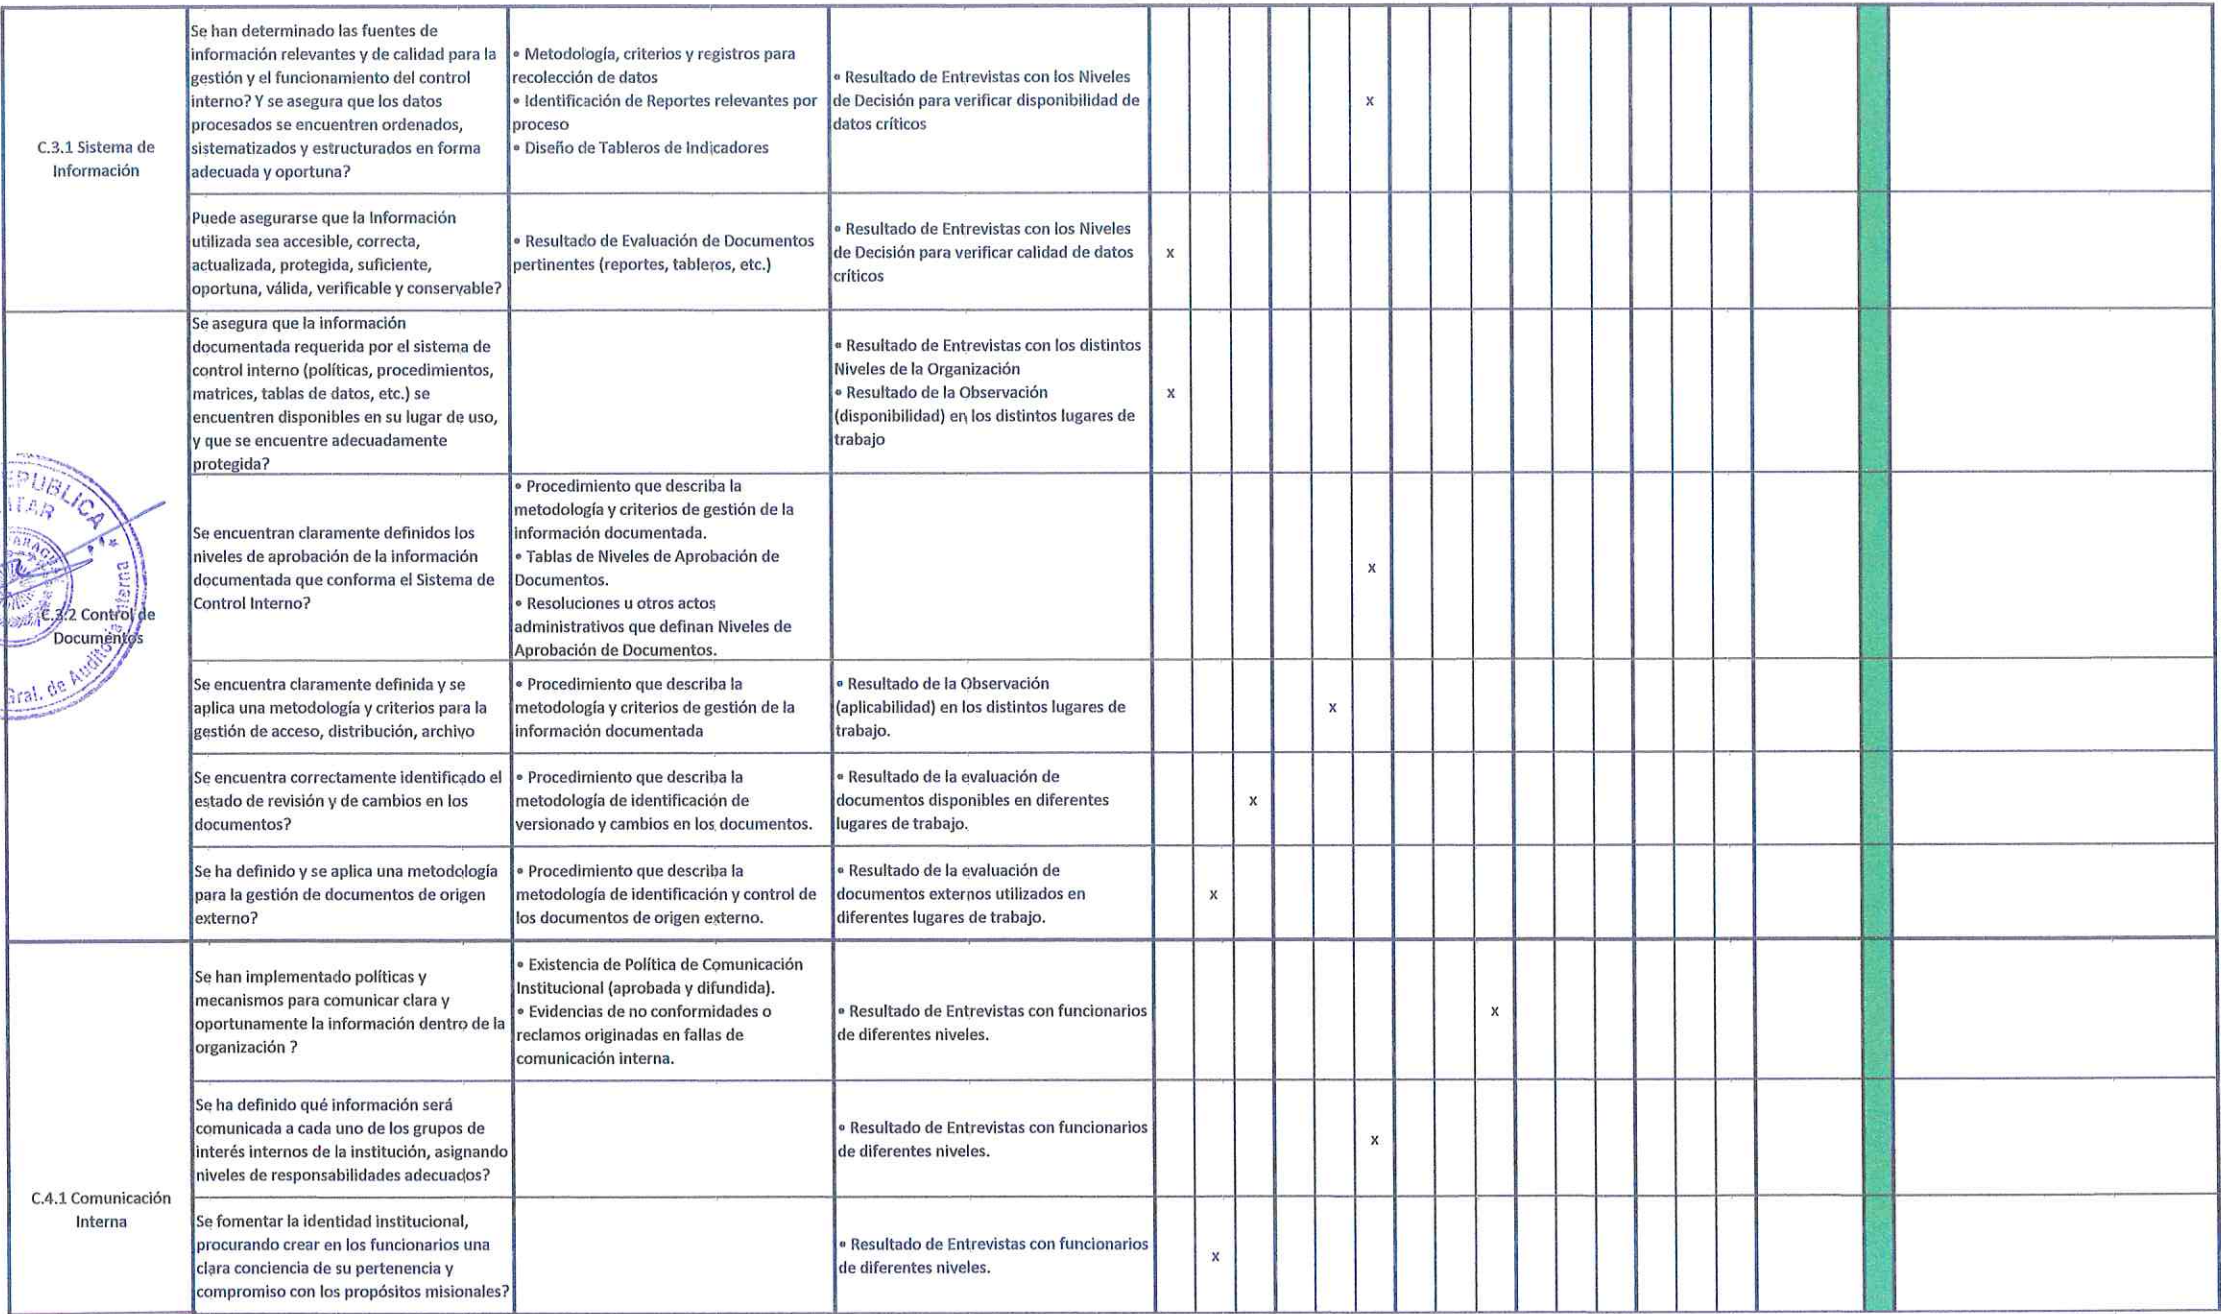 C.3.1 Sistema de
Información
Se han determinado las fuentes de
información relevantes y de calidad para la
gestión y el funcionamiento del control
interno? Y se asegura que los datos
procesados se encuentren ordenados,
sistematizados y estructurados en forma
adecuada y oportuna?
• Metodología, criterios y registros para
recolección de datos
• Identificación de Reportes relevantes por
proceso
• Diseño de Tableros de Indicadores
• Resultado de Entrevistas con los Niveles
de Decisión para verificar disponibilidad de
datos críticos
x
Puede asegurarse que la Información
utilizada sea accesible, correcta,
actualizada, protegida, suficiente,
oportuna, válida, verificable y conservable?
• Resultado de Evaluación de Documentos
pertinentes (reportes, tableros, etc.)
• Resultado de Entrevistas con los Niveles
de Decisión para verificar calidad de datos
críticos
x
C.3.2 Control de
Documentos
Se asegura que la información
documentada requerida por el sistema de
control interno (políticas, procedimientos,
matrices, tablas de datos, etc.) se
encuentren disponibles en su lugar de uso,
y que se encuentre adecuadamente
protegida?
• Resultado de Entrevistas con los distintos
Niveles de la Organización
• Resultado de la Observación
(disponibilidad) en los distintos lugares de
trabajo
x
Se encuentran claramente definidos los
niveles de aprobación de la información
documentada que conforma el Sistema de
Control Interno?
• Procedimiento que describa la
metodología y criterios de gestión de la
información documentada.
• Tablas de Niveles de Aprobación de
Documentos.
• Resoluciones u otros actos
administrativos que definan Niveles de
Aprobación de Documentos.
x
Se encuentra claramente definida y se
aplica una metodología y criterios para la
gestión de acceso, distribución, archivo
• Procedimiento que describa la
metodología y criterios de gestión de la
información documentada
• Resultado de la Observación
(aplicabilidad) en los distintos lugares de
trabajo.
x
Se encuentra correctamente identificado el
estado de revisión y de cambios en los
documentos?
• Procedimiento que describa la
metodología de identificación de
versionado y cambios en los documentos.
• Resultado de la evaluación de
documentos disponibles en diferentes
lugares de trabajo.
x
Se ha definido y se aplica una metodología
para la gestión de documentos de origen
externo?
• Procedimiento que describa la
metodología de identificación y control de
los documentos de origen externo.
• Resultado de la evaluación de
documentos externos utilizados en
diferentes lugares de trabajo.
x
C.4.1 Comunicación
Interna
Se han implementado políticas y
mecanismos para comunicar clara y
oportunamente la información dentro de la
organización ?
• Existencia de Política de Comunicación
Institucional (aprobada y difundida).
• Evidencias de no conformidades o
reclamos originadas en fallas de
comunicación interna.
• Resultado de Entrevistas con funcionarios
de diferentes niveles.
x
Se ha definido qué información será
comunicada a cada uno de los grupos de
interés internos de la institución, asignando
niveles de responsabilidades adecuados?
• Resultado de Entrevistas con funcionarios
de diferentes niveles.
x
Se fomentar la identidad institucional,
procurando crear en los funcionarios una
clara conciencia de su pertenencia y
compromiso con los propósitos misionales?
• Resultado de Entrevistas con funcionarios
de diferentes niveles.
x
Gral. de Auditoria Interna